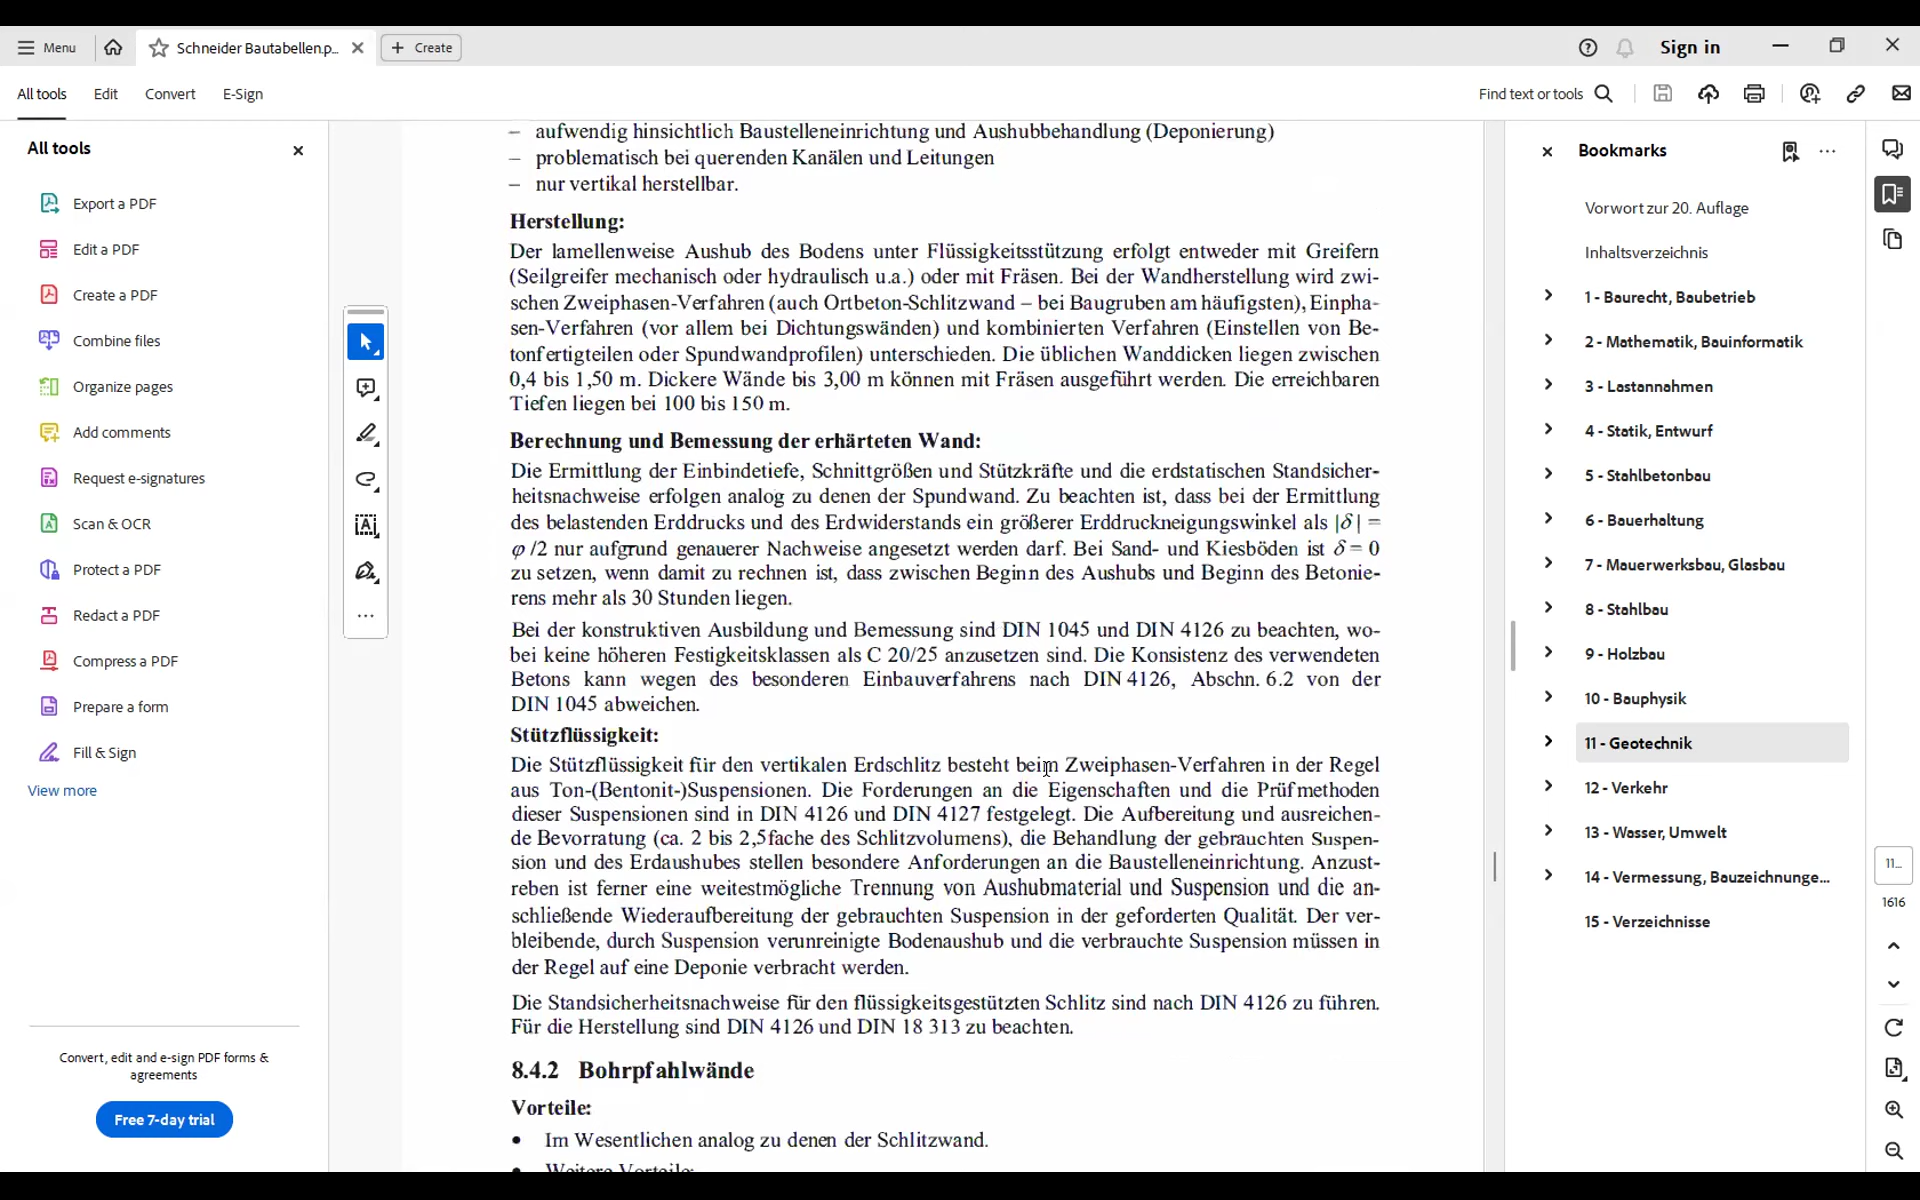 Menu
Schneider Bautabellen.p...
Create
Sign in
All tools
Edit
Convert
E-Sign
Find text or tools
All tools
Export a PDF
Edit a PDF
Create a PDF
Combine files
Organize pages
Add comments
Request e-signatures
Scan & OCR
Protect a PDF
Redact a PDF
Compress a PDF
Prepare a form
Fill & Sign
View more
Convert, edit and e-sign PDF forms &
agreements
Free 7-day trial
– aufwendig hinsichtlich Baustelleneinrichtung und Aushubbehandlung (Deponierung)
– problematisch bei querenden Kanälen und Leitungen
– nur vertikal herstellbar.
Herstellung:
Der lamellenweise Aushub des Bodens unter Flüssigkeitsstützung erfolgt entweder mit Greifern
(Seilgreifer mechanisch oder hydraulisch u.a.) oder mit Fräsen. Bei der Wandherstellung wird zwi-
schen Zweiphasen-Verfahren (auch Ortbeton-Schlitzwand – bei Baugruben am häufigsten), Einpha-
sen-Verfahren (vor allem bei Dichtungswänden) und kombinierten Verfahren (Einstellen von Be-
tonfertigteilen oder Spundwandprofilen) unterschieden. Die üblichen Wanddicken liegen zwischen
0,4 bis 1,50 m. Dickere Wände bis 3,00 m können mit Fräsen ausgeführt werden. Die erreichbaren
Tiefen liegen bei 100 bis 150 m.
Berechnung und Bemessung der erhärteten Wand:
Die Ermittlung der Einbindetiefe, Schnittgrößen und Stützkräfte und die erdstatischen Standsicher-
heitsnachweise erfolgen analog zu denen der Spundwand. Zu beachten ist, dass bei der Ermittlung
des belastenden Erddrucks und des Erdwiderstands ein größerer Erddruckneigungswinkel als |δ| =
φ /2 nur aufgrund genauerer Nachweise angesetzt werden darf. Bei Sand- und Kiesböden ist δ = 0
zu setzen, wenn damit zu rechnen ist, dass zwischen Beginn des Aushubs und Beginn des Betonie-
rens mehr als 30 Stunden liegen.
Bei der konstruktiven Ausbildung und Bemessung sind DIN 1045 und DIN 4126 zu beachten, wo-
bei keine höheren Festigkeitsklassen als C 20/25 anzusetzen sind. Die Konsistenz des verwendeten
Betons kann wegen des besonderen Einbauverfahrens nach DIN 4126, Abschn. 6.2 von der
DIN 1045 abweichen.
Stützflüssigkeit:
Die Stützflüssigkeit für den vertikalen Erdschlitz besteht beim Zweiphasen-Verfahren in der Regel
aus Ton-(Bentonit-)Suspensionen. Die Forderungen an die Eigenschaften und die Prüfmethoden
dieser Suspensionen sind in DIN 4126 und DIN 4127 festgelegt. Die Aufbereitung und ausreichen-
de Bevorratung (ca. 2 bis 2,5fache des Schlitzvolumens), die Behandlung der gebrauchten Suspen-
sion und des Erdaushubes stellen besondere Anforderungen an die Baustelleneinrichtung. Anzust-
reben ist ferner eine weitestmögliche Trennung von Aushubmaterial und Suspension und die an-
schließende Wiederaufbereitung der gebrauchten Suspension in der geforderten Qualität. Der ver-
bleibende, durch Suspension verunreinigte Bodenaushub und die verbrauchte Suspension müssen in
der Regel auf eine Deponie verbracht werden.
Die Standsicherheitsnachweise für den flüssigkeitsgestützten Schlitz sind nach DIN 4126 zu führen.
Für die Herstellung sind DIN 4126 und DIN 18 313 zu beachten.
8.4.2 Bohrpfahlwände
Vorteile:
• Im Wesentlichen analog zu denen der Schlitzwand.
• Weitere Vorteile:
Bookmarks
Vorwort zur 20. Auflage
Inhaltsverzeichnis
1 - Baurecht, Baubetrieb
2 - Mathematik, Bauinformatik
3 - Lastannahmen
4 - Statik, Entwurf
5 - Stahlbetonbau
6 - Bauerhaltung
7 - Mauerwerksbau, Glasbau
8 - Stahlbau
9 - Holzbau
10 - Bauphysik
11 - Geotechnik
12 - Verkehr
13 - Wasser, Umwelt
14 - Vermessung, Bauzeichnunge...
15 - Verzeichnisse
11...
1616